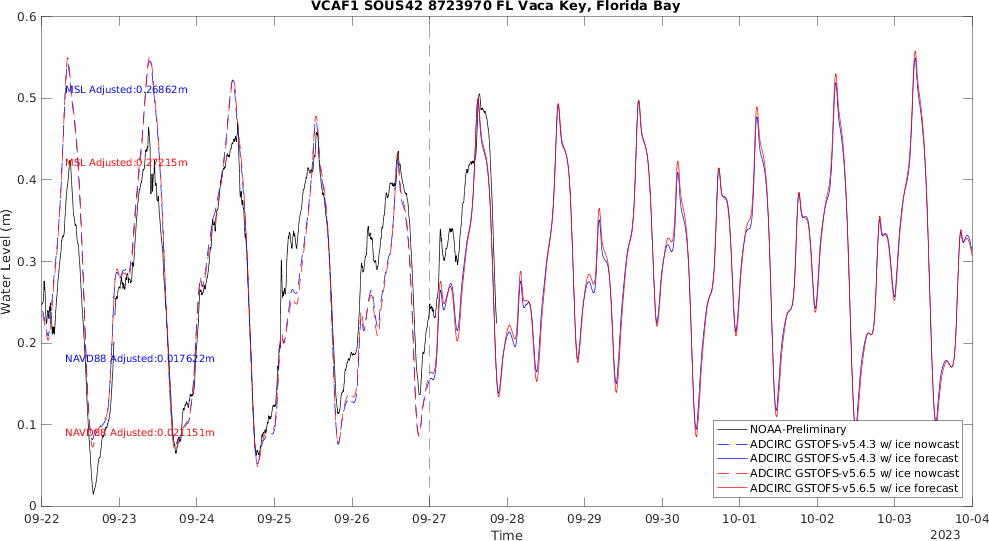 VCAF1 SOUS42 8723970 FL Vaca Key, Florida Bay
Water Level (m)
0.6
0.5
0.4
0.3
0.2
0.1
0
MSL Adjusted:0.26862m
MSL Adjusted:0.27215m
NAVD88 Adjusted:0.017622m
NAVD88 Adjusted:0.021151m
NOAA-Preliminary
ADCIRC GSTOFS-v5.4.3 w/ ice nowcast
ADCIRC GSTOFS-v5.4.3 w/ ice forecast
ADCIRC GSTOFS-v5.6.5 w/ ice nowcast
ADCIRC GSTOFS-v5.6.5 w/ ice forecast
09-22 09-23 09-24 09-25 09-26 09-27 09-28 09-29 09-30 10-01 10-02 10-03 10-04
Time
2023